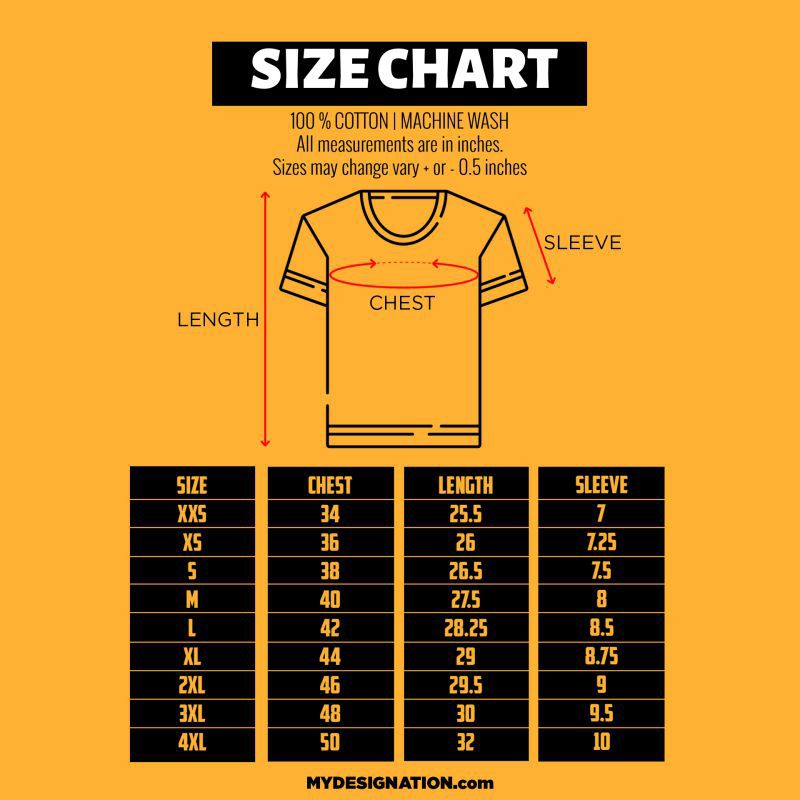 SIZE CHART
100 % COTTON | MACHINE WASH
All measurements are in inches.
Sizes may change vary + or - 0.5 inches
SLEEVE
CHEST
LENGTH
SIZE CHEST LENGTH SLEEVE
XXS 34 25.5 7
XS 36 26 7.25
S 38 26.5 7.5
M 40 27.5 8
L 42 28.25 8.5
XL 44 29 8.75
2XL 46 29.5 9
3XL 48 30 9.5
4XL 50 32 10
MYDESIGNATION.com